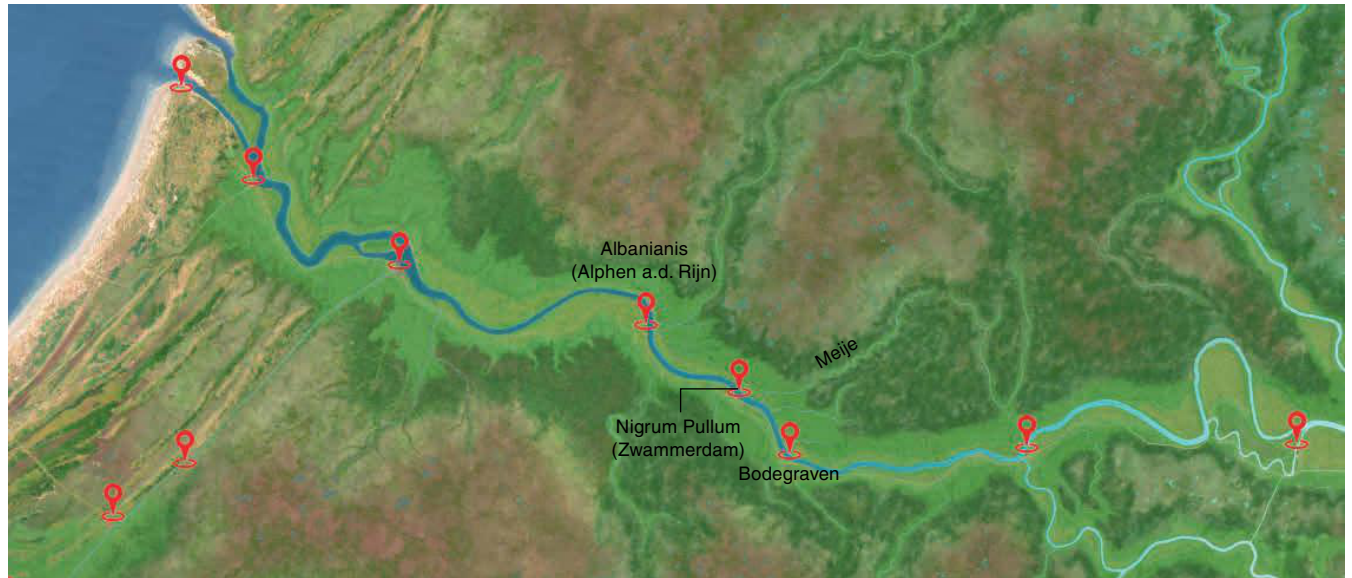 Albanianis
(Alphen a.d. Rijn)
Meije
Nigrum Pullum
(Zwammerdam)
Bodegraven